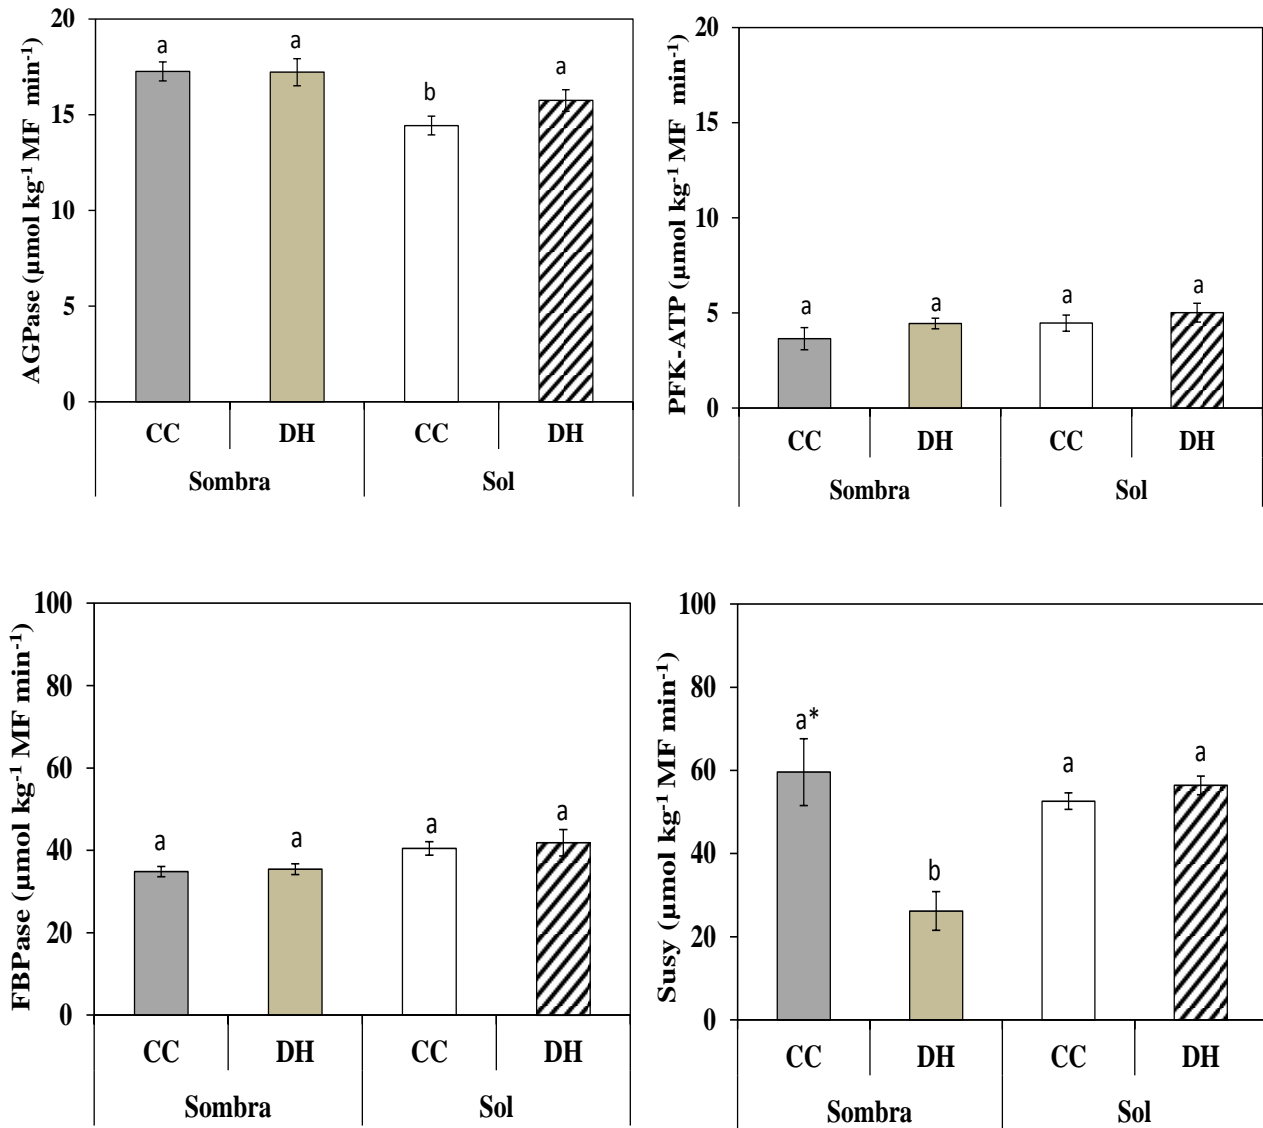 AGPase (µmol kg⁻¹ MF min⁻¹)
20
15
10
5
0
a
a
b
a
CC DH CC DH
Sombra Sol
PFK-ATP (µmol kg⁻¹ MF min⁻¹)
20
15
10
5
0
a
a
a
a
CC DH CC DH
Sombra Sol
FBPase (µmol kg⁻¹ MF min⁻¹)
100
80
60
40
20
0
a
a
a
a
CC DH CC DH
Sombra Sol
Susy (µmol kg⁻¹ MF min⁻¹)
100
80
60
40
20
0
a*
b
a
a
CC DH CC DH
Sombra Sol